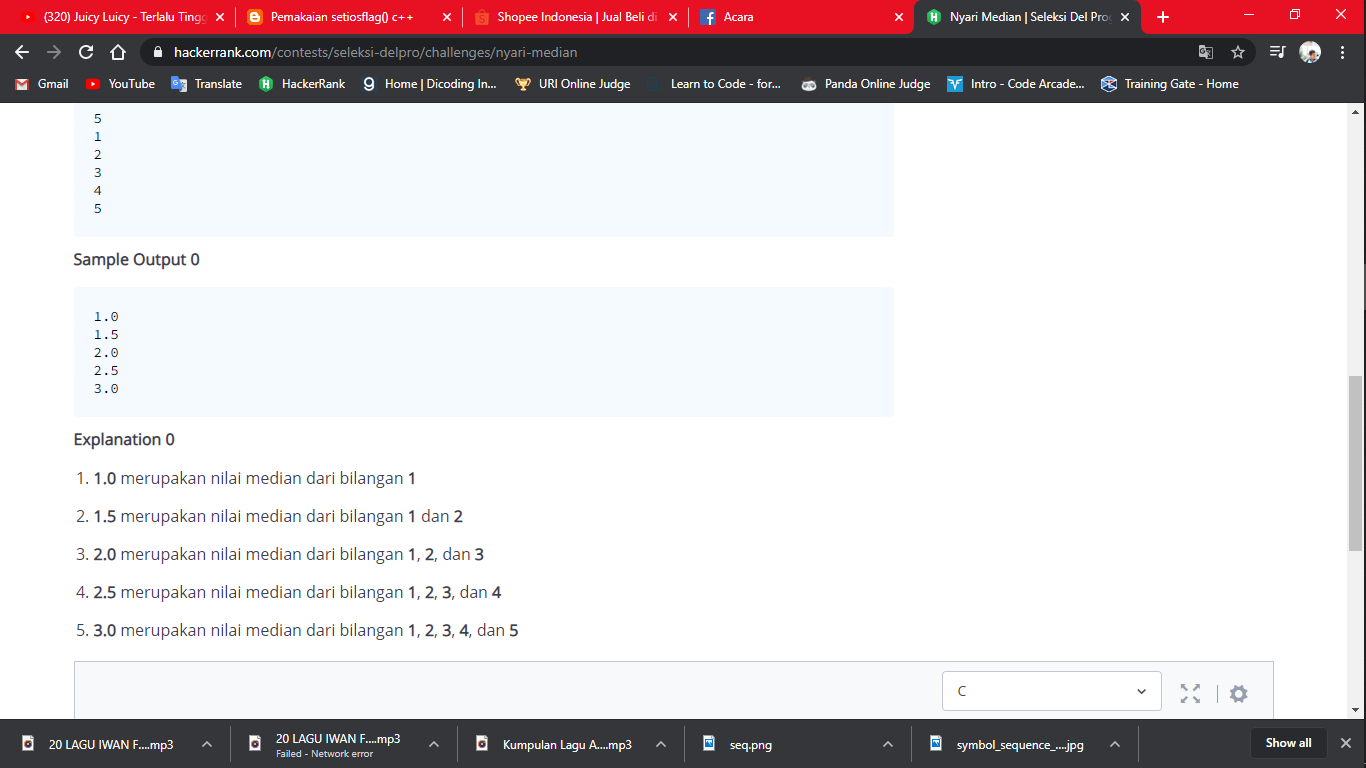 (320) Juicy Luicy - Terlalu Tingg
Pemakaian setiosflag() c++
Shopee Indonesia | Jual Beli di
Acara
Nyari Median | Seleksi Del Pro
hackerrank.com/contests/seleksi-delpro/challenges/nyari-median
Gmail
YouTube
Translate
HackerRank
Home | Dicoding In...
URI Online Judge
Learn to Code - for...
Panda Online Judge
Intro - Code Arcade...
Training Gate - Home
5
1
2
3
4
5
Sample Output 0
1.0
1.5
2.0
2.5
3.0
Explanation 0
1. 1.0 merupakan nilai median dari bilangan 1
2. 1.5 merupakan nilai median dari bilangan 1 dan 2
3. 2.0 merupakan nilai median dari bilangan 1, 2, dan 3
4. 2.5 merupakan nilai median dari bilangan 1, 2, 3, dan 4
5. 3.0 merupakan nilai median dari bilangan 1, 2, 3, 4, dan 5
C
20 LAGU IWAN F....mp3
20 LAGU IWAN F....mp3
Failed - Network error
Kumpulan Lagu A....mp3
seq.png
symbol_sequence_....jpg
Show all